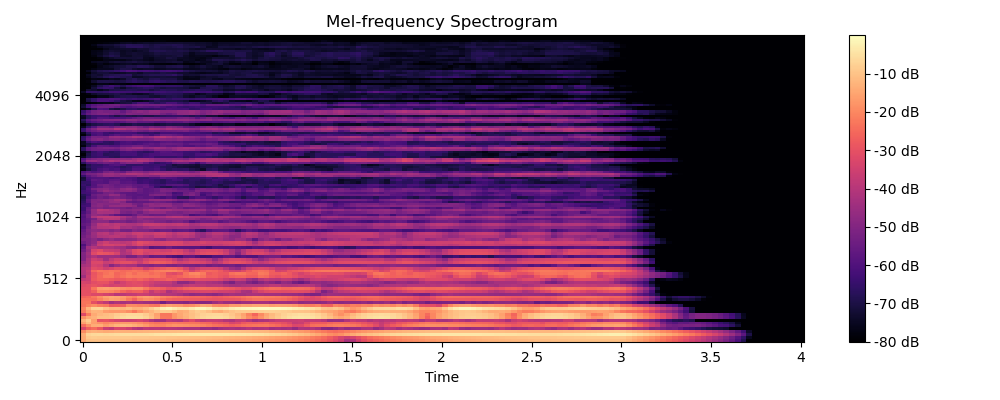 Mel-frequency Spectrogram
Hz
4096
2048
1024
512
0
0 0.5 1 1.5 2 2.5 3 3.5 4
Time
-10 dB
-20 dB
-30 dB
-40 dB
-50 dB
-60 dB
-70 dB
-80 dB